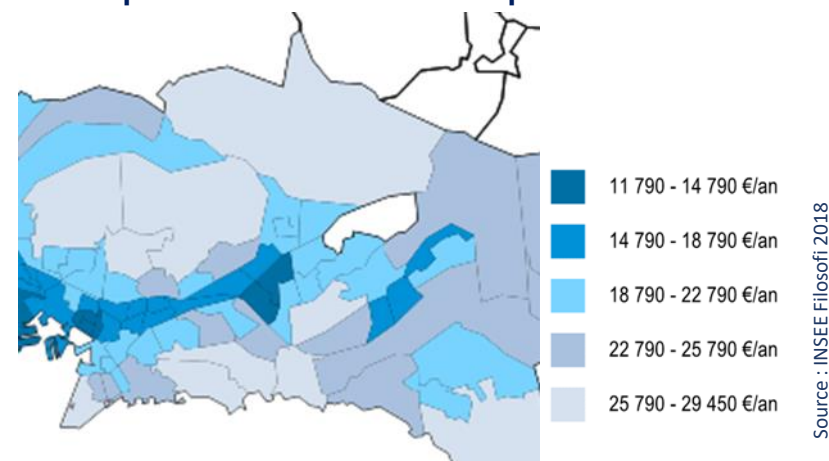 11 790 - 14 790 €/an
14 790 - 18 790 €/an
18 790 - 22 790 €/an
22 790 - 25 790 €/an
25 790 - 29 450 €/an
Source : INSEE Filosofi 2018